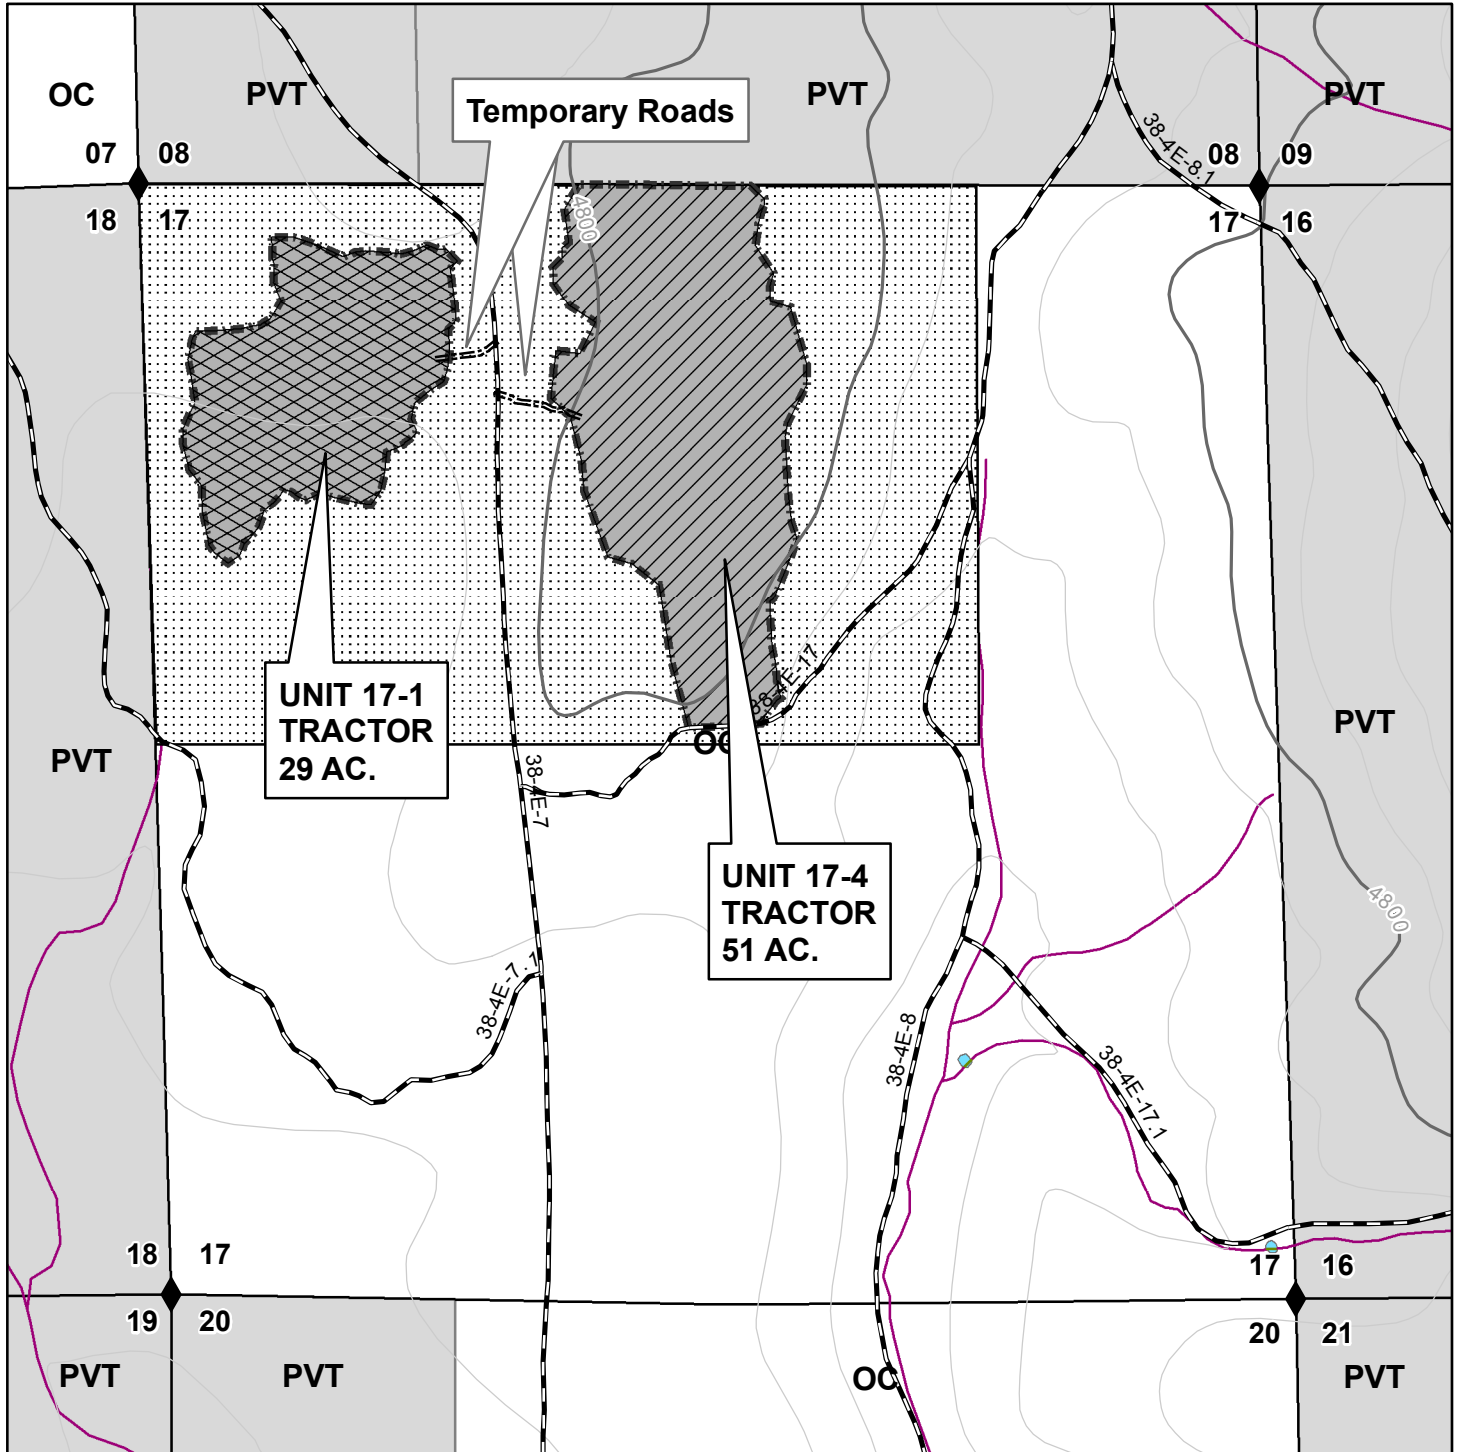 OC
PVT
Temporary Roads
PVT
PVT
07
08
38-4E-8.1
08
09
18
17
4800
17
16
UNIT 17-1
TRACTOR
29 AC.
38-4E-17
PVT
PVT
OC
38-4E-7
UNIT 17-4
TRACTOR
51 AC.
4800
38-4E-7.1
38-4E-8
38-4E-17.1
18
17
17
16
19
20
20
21
PVT
PVT
OC
PVT